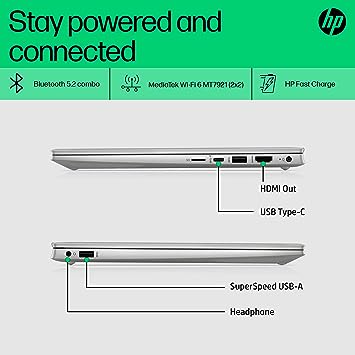 Stay powered and
connected
hp
Bluetooth 5.2 combo
MediaTek Wi-Fi 6 MT7921 (2x2)
HP Fast Charge
HDMI Out
USB Type-C
SuperSpeed USB-A
Headphone